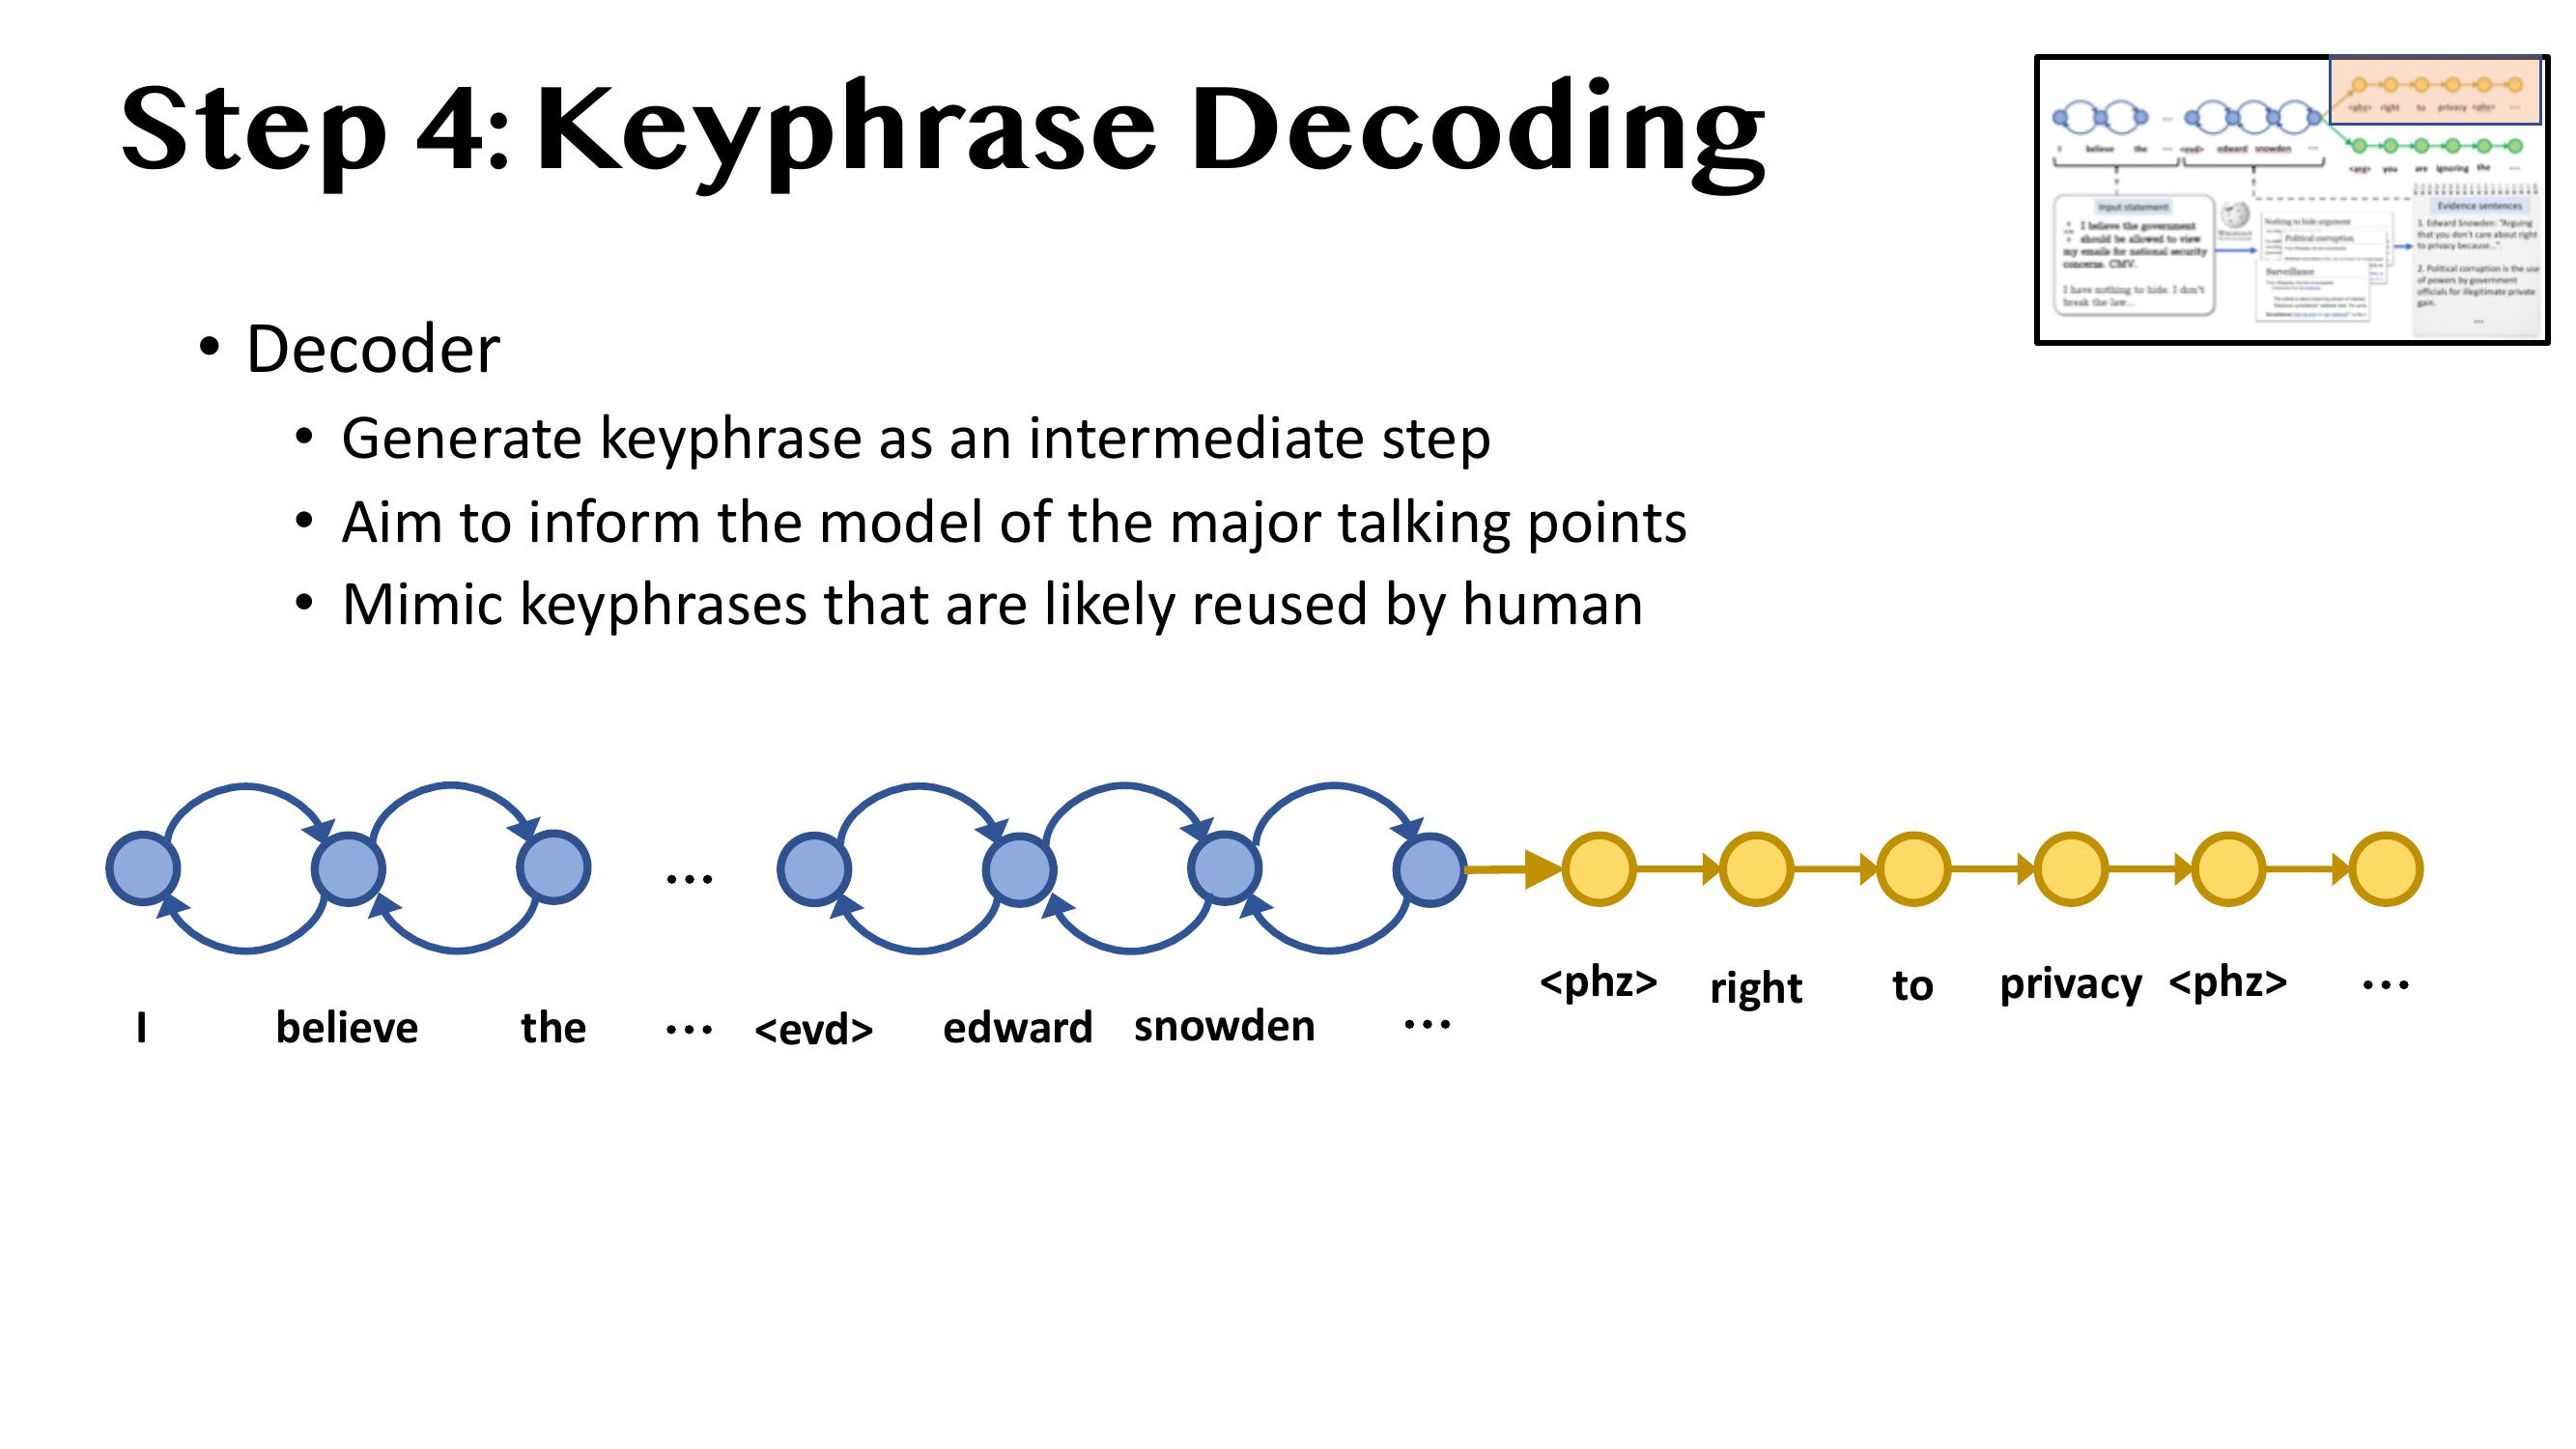 Step 4: Keyphrase Decoding
• Decoder
• Generate keyphrase as an intermediate step
• Aim to inform the model of the major talking points
• Mimic keyphrases that are likely reused by human
I believe the ... <evd> edward snowden ... <phz> right to privacy <phz> ...
<phz> right to privacy <phz> ...
I believe the ... <evd> edward snowden ...
<arg> you are ignoring the ...
Input statement
I believe the government
should be allowed to view
my emails for national security
concerns. CMV.
I have nothing to hide. I don't
break the law...
Nothing to hide argument
Political corruption
Surveillance
Evidence sentences
1. Edward Snowden: "Arguing
that you don't care about right
to privacy because...".
2. Political corruption is the use
of powers by government
officials for illegitimate private
gain.
...